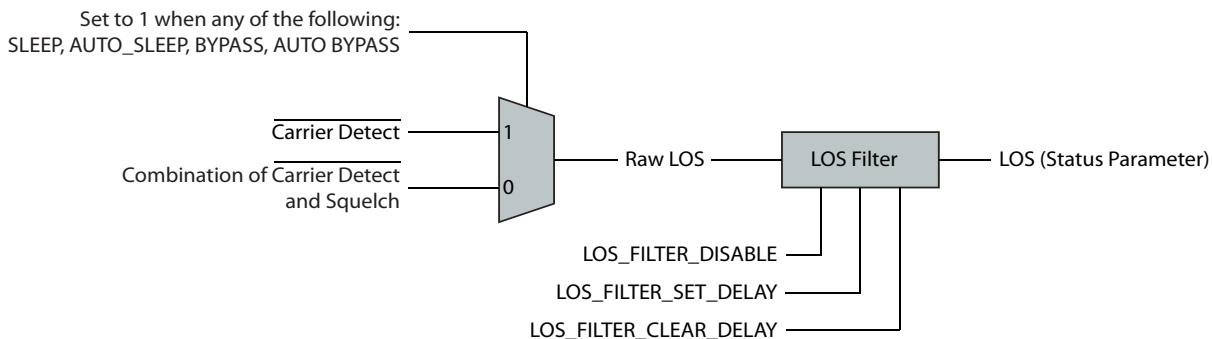 Set to 1 when any of the following:
SLEEP, AUTO_SLEEP, BYPASS, AUTO BYPASS
Carrier Detect
1
Raw LOS
LOS Filter
LOS (Status Parameter)
Combination of Carrier Detect
and Squelch
0
LOS_FILTER_DISABLE
LOS_FILTER_SET_DELAY
LOS_FILTER_CLEAR_DELAY